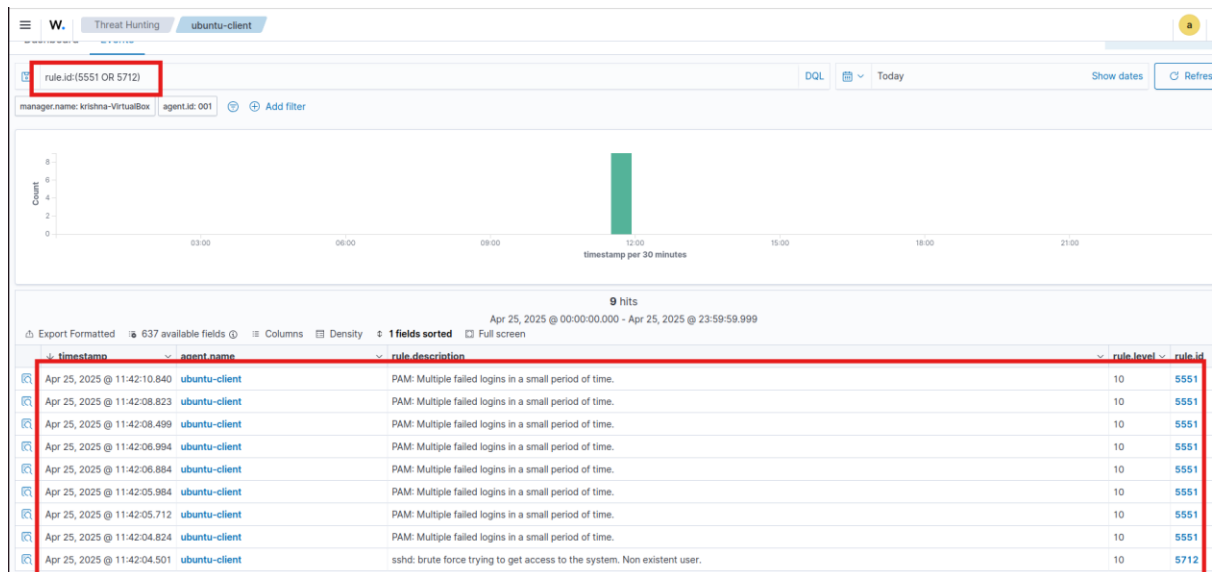 W. Threat Hunting ubuntu-client a
Dashboard Events
rule.id:(5551 OR 5712) DQL Today Show dates Refres
manager.name: krishna-VirtualBox agent.id: 001 Add filter
8
6
4
2
0
Count
03:00 06:00 09:00 12:00 15:00 18:00 21:00
timestamp per 30 minutes
9 hits
Apr 25, 2025 @ 00:00:00.000 - Apr 25, 2025 @ 23:59:59.999
Export Formatted 637 available fields Columns Density 1 fields sorted Full screen
timestamp agent.name rule.description rule.level rule.id
Apr 25, 2025 @ 11:42:10.840 ubuntu-client PAM: Multiple failed logins in a small period of time. 10 5551
Apr 25, 2025 @ 11:42:08.823 ubuntu-client PAM: Multiple failed logins in a small period of time. 10 5551
Apr 25, 2025 @ 11:42:08.499 ubuntu-client PAM: Multiple failed logins in a small period of time. 10 5551
Apr 25, 2025 @ 11:42:06.994 ubuntu-client PAM: Multiple failed logins in a small period of time. 10 5551
Apr 25, 2025 @ 11:42:06.884 ubuntu-client PAM: Multiple failed logins in a small period of time. 10 5551
Apr 25, 2025 @ 11:42:05.984 ubuntu-client PAM: Multiple failed logins in a small period of time. 10 5551
Apr 25, 2025 @ 11:42:05.712 ubuntu-client PAM: Multiple failed logins in a small period of time. 10 5551
Apr 25, 2025 @ 11:42:04.824 ubuntu-client PAM: Multiple failed logins in a small period of time. 10 5551
Apr 25, 2025 @ 11:42:04.501 ubuntu-client sshd: brute force trying to get access to the system. Non existent user. 10 5712